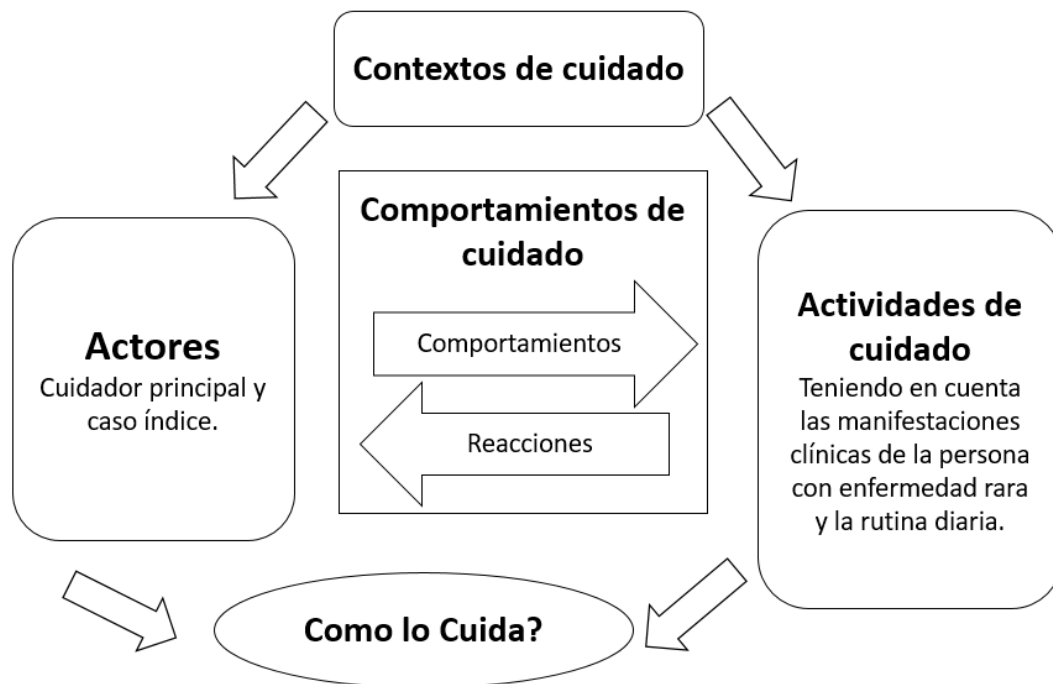 Contextos de cuidado
Comportamientos de
cuidado
Comportamientos
Reacciones
Actores
Cuidador principal y
caso índice.
Actividades de
cuidado
Teniendo en cuenta
las manifestaciones
clínicas de la persona
con enfermedad rara
y la rutina diaria.
Como lo Cuida?